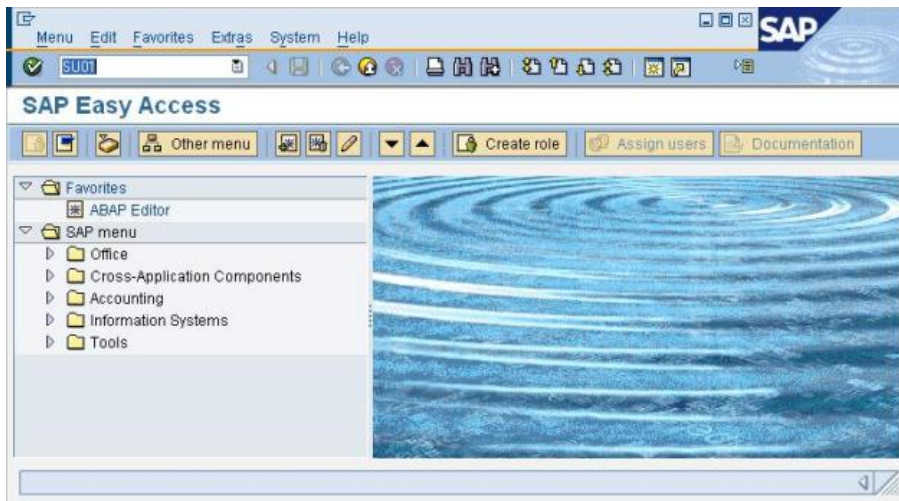 Menu Edit Favorites Extras System Help
SAP
SU01
SAP Easy Access
Other menu Create role Assign users Documentation
Favorites
ABAP Editor
SAP menu
Office
Cross-Application Components
Accounting
Information Systems
Tools